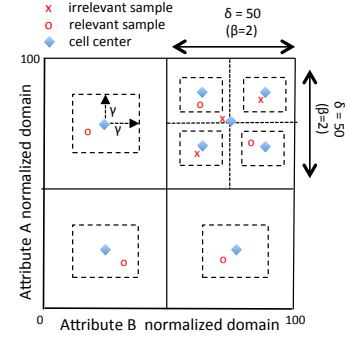 x irrelevant sample
o relevant sample
cell center
δ = 50
(β=2)
100
γ
γ
x
o
x
x
o
x
o
δ = 50
(β=2)
o
o
Attribute A normalized domain
0
Attribute B normalized domain
100